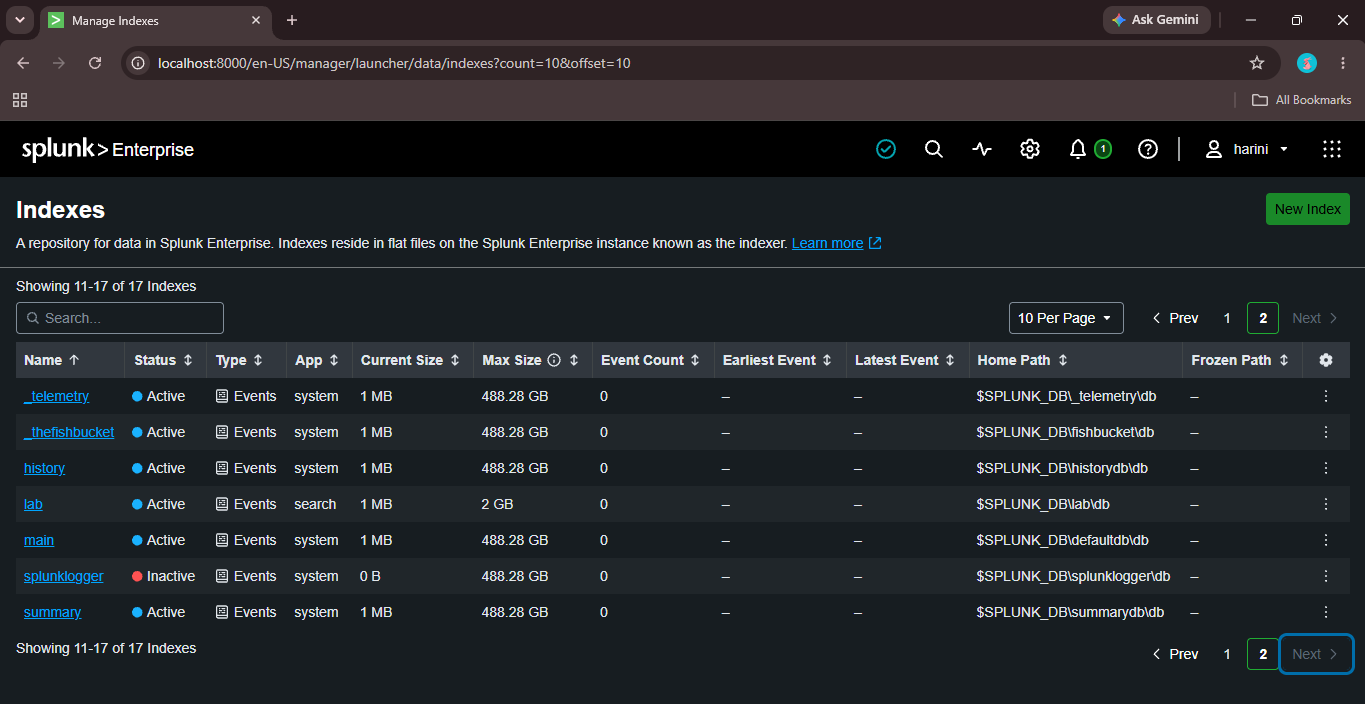 Manage Indexes
Ask Gemini
localhost:8000/en-US/manager/launcher/data/indexes?count=10&offset=10
All Bookmarks
splunk> Enterprise
1
harini
Indexes
New Index
A repository for data in Splunk Enterprise. Indexes reside in flat files on the Splunk Enterprise instance known as the indexer. Learn more
Showing 11-17 of 17 Indexes
Search...
10 Per Page
Prev 1 2 Next
Name Status Type App Current Size Max Size Event Count Earliest Event Latest Event Home Path Frozen Path
_telemetry Active Events system 1 MB 488.28 GB 0 – – $SPLUNK_DB\_telemetry\db –
_thefishbucket Active Events system 1 MB 488.28 GB 0 – – $SPLUNK_DB\fishbucket\db –
history Active Events system 1 MB 488.28 GB 0 – – $SPLUNK_DB\historydb\db –
lab Active Events search 1 MB 2 GB 0 – – $SPLUNK_DB\lab\db –
main Active Events system 1 MB 488.28 GB 0 – – $SPLUNK_DB\defaultdb\db –
splunklogger Inactive Events system 0 B 488.28 GB 0 – – $SPLUNK_DB\splunklogger\db –
summary Active Events system 1 MB 488.28 GB 0 – – $SPLUNK_DB\summarydb\db –
Showing 11-17 of 17 Indexes
Prev 1 2 Next